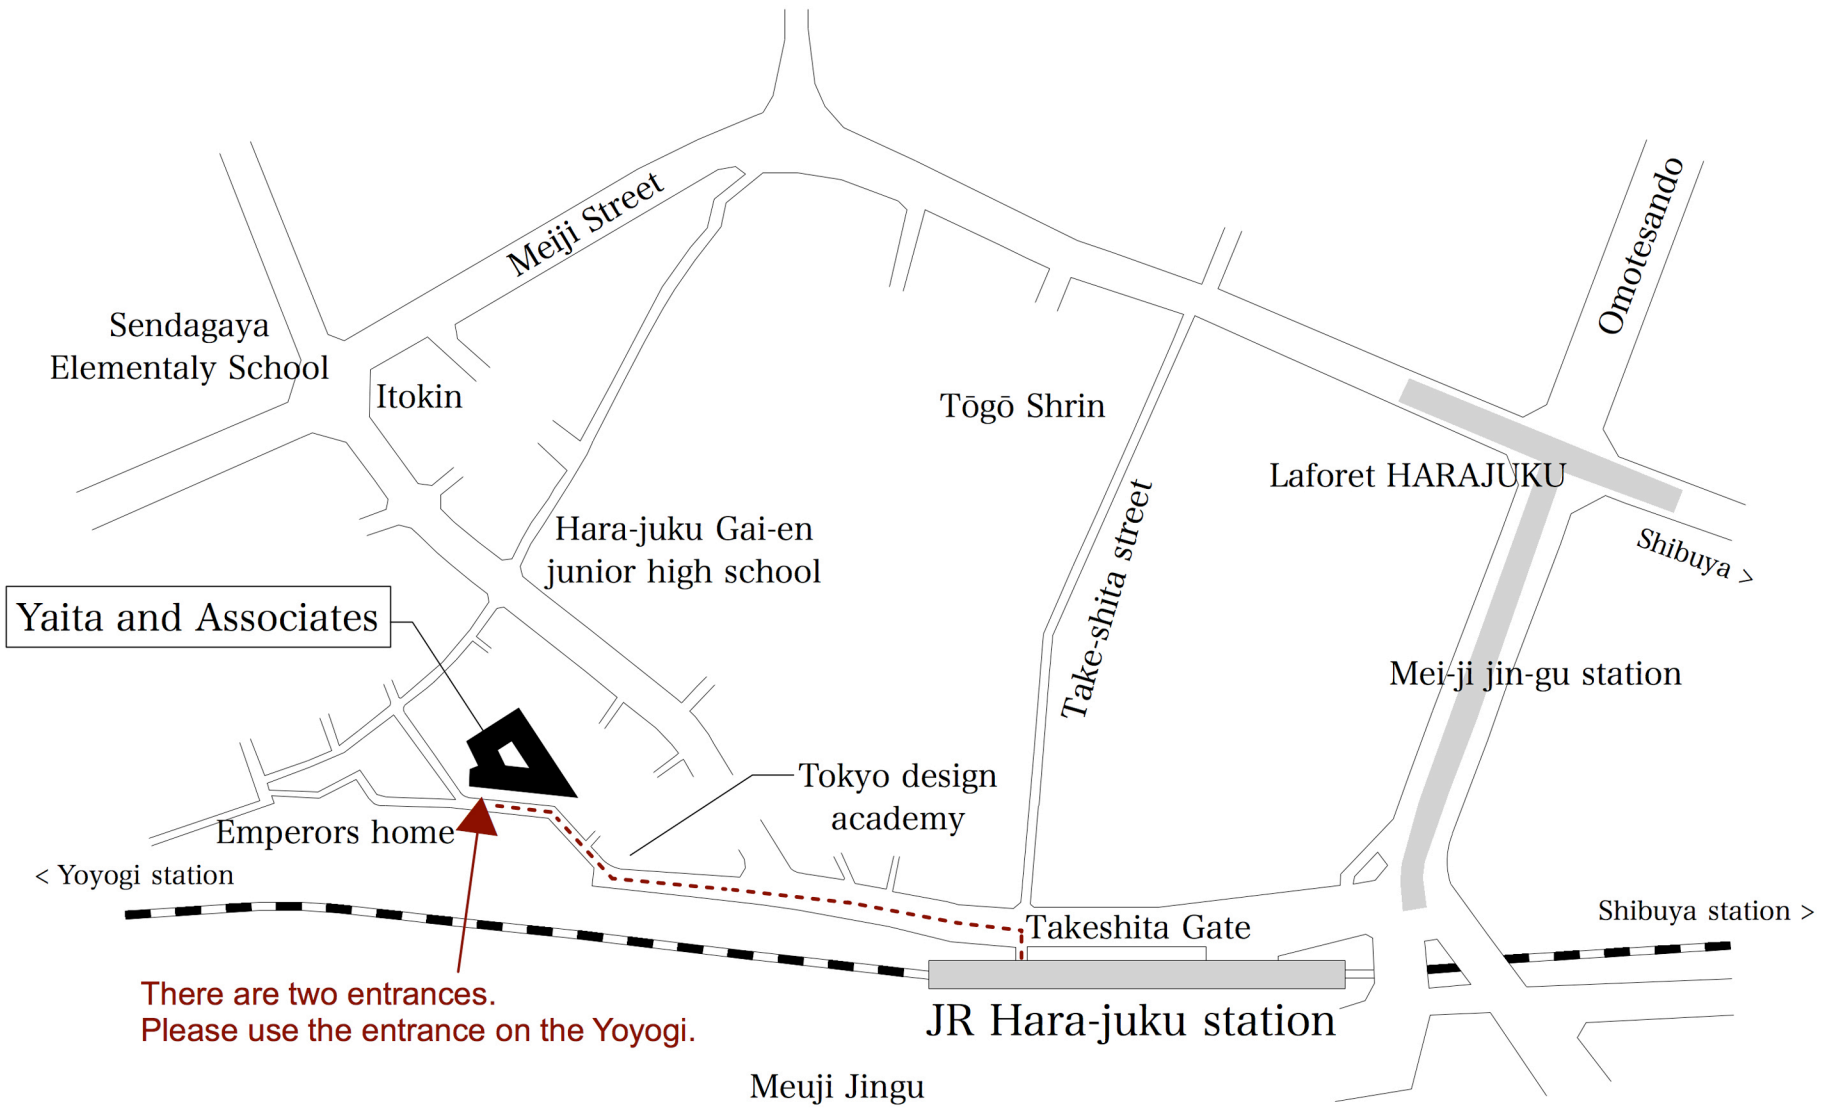 Meiji Street
Omotesando
Sendagaya
Elementaly School
Itokin
Tōgō Shrin
Laforet HARAJUKU
Shibuya >
Hara-juku Gai-en
junior high school
Take-shita street
Yaita and Associates
Mei-ji jin-gu station
Tokyo design
academy
Emperors home
< Yoyogi station
Shibuya station >
Takeshita Gate
There are two entrances.
Please use the entrance on the Yoyogi.
JR Hara-juku station
Meuji Jingu